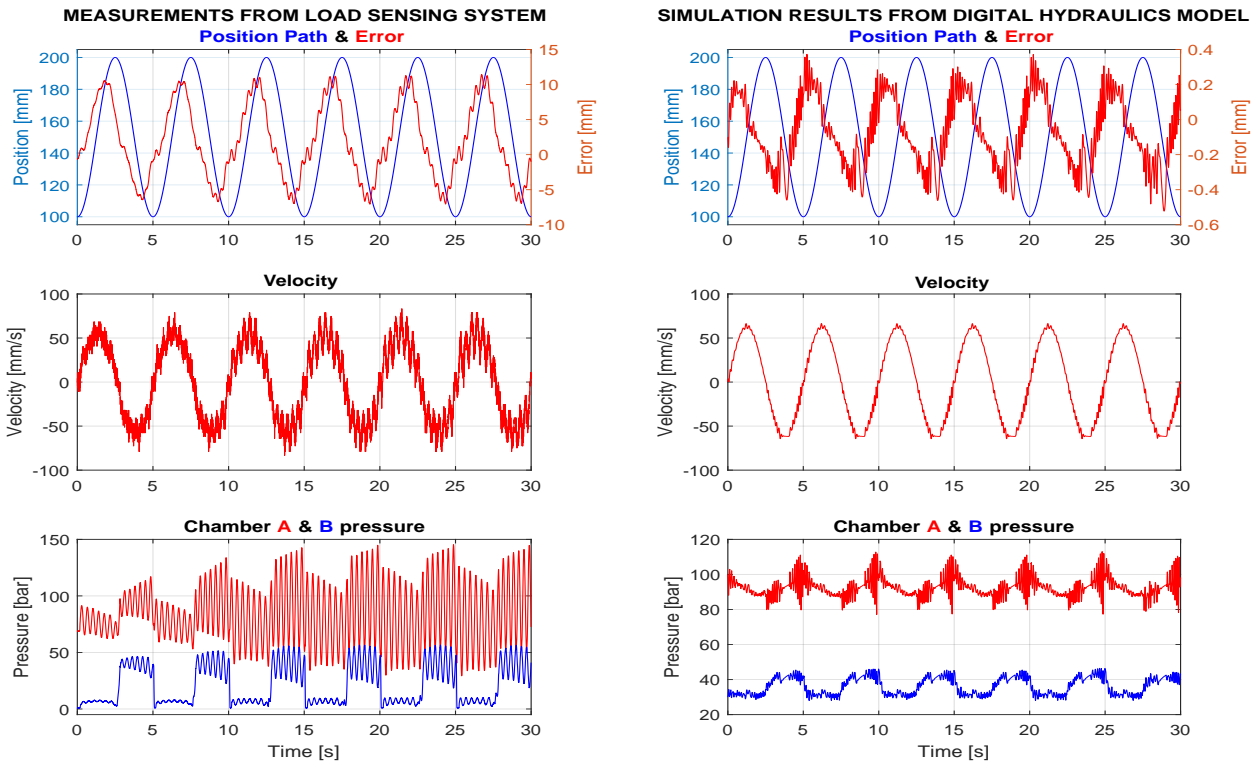 MEASUREMENTS FROM LOAD SENSING SYSTEM
Position Path & Error
Position [mm]
200
180
160
140
120
100
Error [mm]
15
10
5
0
-5
-10
0 5 10 15 20 25 30
Velocity
Velocity [mm/s]
100
50
0
-50
-100
0 5 10 15 20 25 30
Chamber A & B pressure
Pressure [bar]
150
100
50
0
0 5 10 15 20 25 30
Time [s]
SIMULATION RESULTS FROM DIGITAL HYDRAULICS MODEL
Position Path & Error
Position [mm]
200
180
160
140
120
100
Error [mm]
0.4
0.2
0
-0.2
-0.4
-0.6
0 5 10 15 20 25 30
Velocity
Velocity [mm/s]
100
50
0
-50
-100
0 5 10 15 20 25 30
Chamber A & B pressure
Pressure [bar]
120
100
80
60
40
20
0 5 10 15 20 25 30
Time [s]